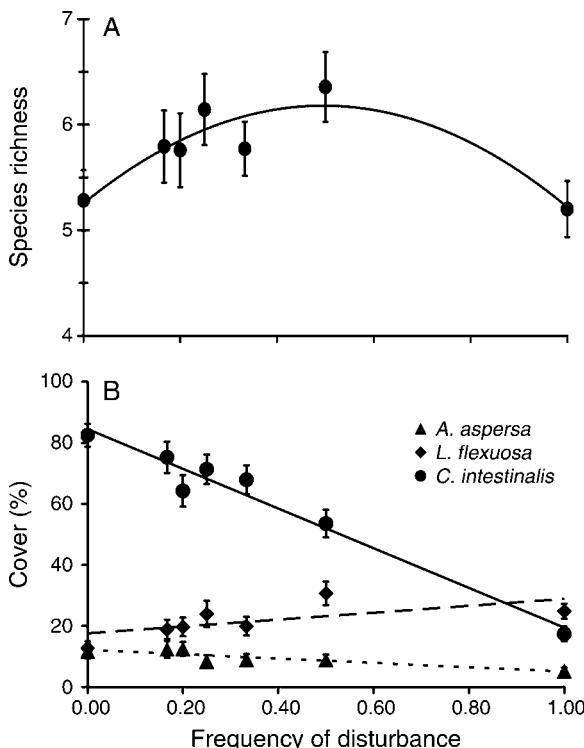 A
7
6
5
4
Species richness
B
100
80
60
40
20
0
Cover (%)
A. aspersa
L. flexuosa
C. intestinalis
0.00 0.20 0.40 0.60 0.80 1.00
Frequency of disturbance